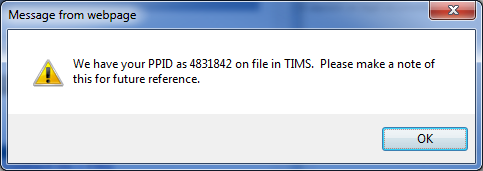 Message from webpage
We have your PPID as 4831842 on file in TIMS.  Please make a note of
this for future reference.
OK